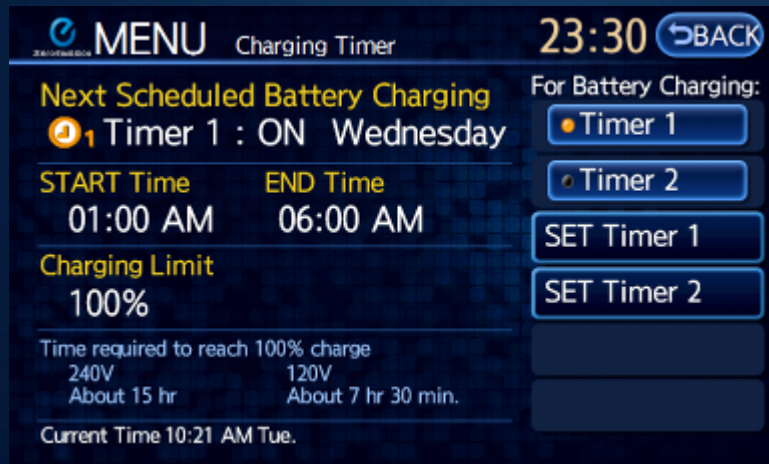 MENU Charging Timer 23:30 BACK
Next Scheduled Battery Charging
1 Timer 1 : ON Wednesday
START Time END Time
01:00 AM 06:00 AM
Charging Limit
100%
Time required to reach 100% charge
240V 120V
About 15 hr About 7 hr 30 min.
Current Time 10:21 AM Tue.
For Battery Charging:
Timer 1
Timer 2
SET Timer 1
SET Timer 2